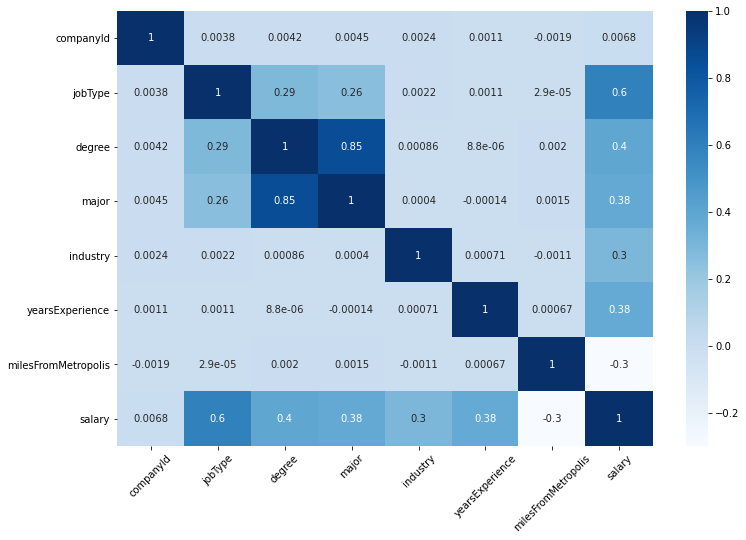 companyId 1 0.0038 0.0042 0.0045 0.0024 0.0011 -0.0019 0.0068
jobType 0.0038 1 0.29 0.26 0.0022 0.0011 2.9e-05 0.6
degree 0.0042 0.29 1 0.85 0.00086 8.8e-06 0.002 0.4
major 0.0045 0.26 0.85 1 0.0004 -0.00014 0.0015 0.38
industry 0.0024 0.0022 0.00086 0.0004 1 0.00071 -0.0011 0.3
yearsExperience 0.0011 0.0011 8.8e-06 -0.00014 0.00071 1 0.00067 0.38
milesFromMetropolis -0.0019 2.9e-05 0.002 0.0015 -0.0011 0.00067 1 -0.3
salary 0.0068 0.6 0.4 0.38 0.3 0.38 -0.3 1
companyId jobType degree major industry yearsExperience milesFromMetropolis salary
1.0
0.8
0.6
0.4
0.2
0.0
−0.2